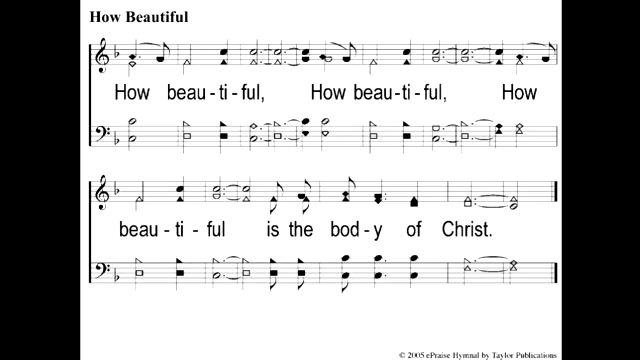 How Beautiful
How beau - ti - ful, How beau - ti - ful, How
beau - ti - ful is the bod - y of Christ.
© 2005 ePraise Hymnal by Taylor Publications